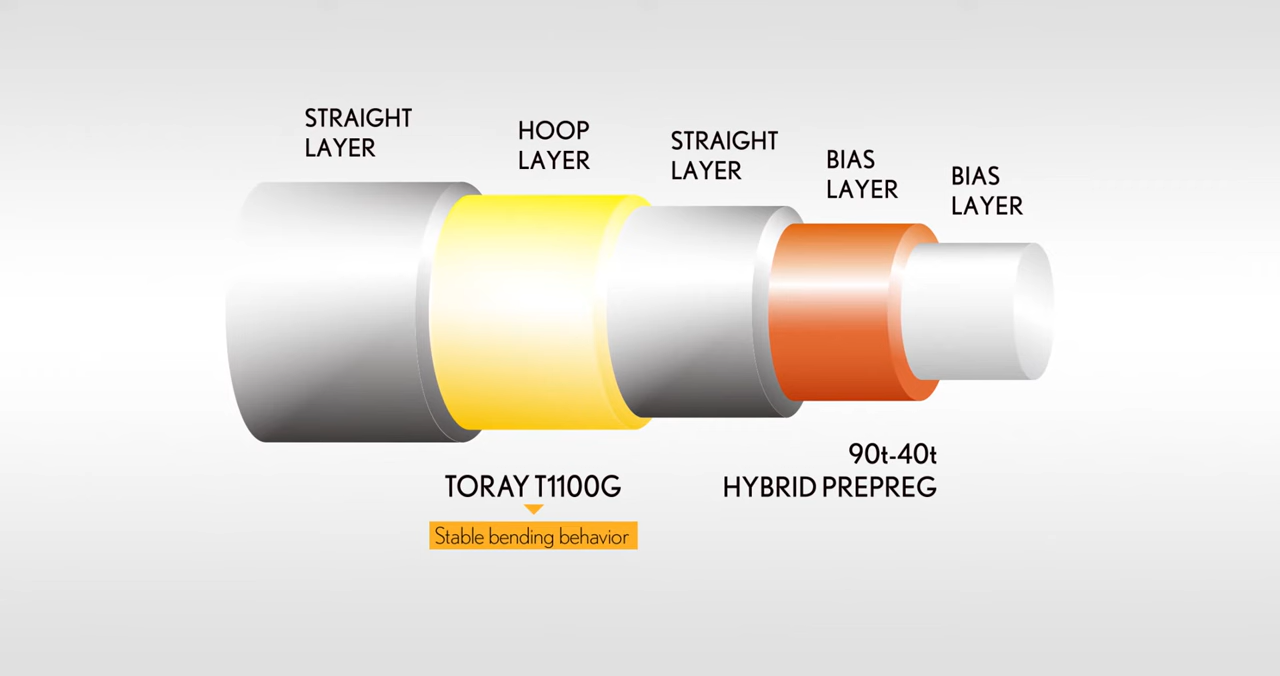 STRAIGHT
LAYER
HOOP
LAYER
STRAIGHT
LAYER
BIAS
LAYER
BIAS
LAYER
TORAY T1100G
Stable bending behavior
90t-40t
HYBRID PREPREG